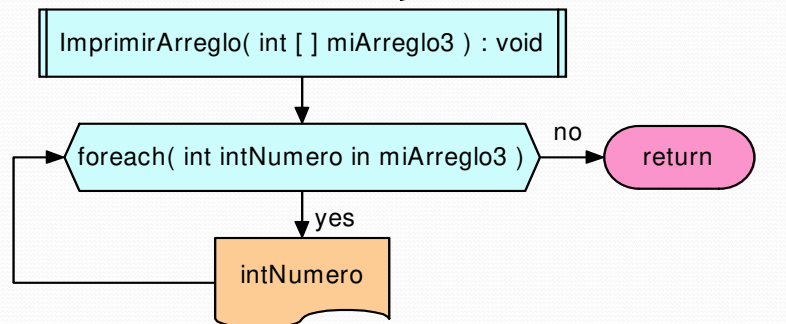 ImprimirArreglo( int [ ] miArreglo3 ) : void
foreach( int intNumero in miArreglo3 )
no
return
yes
intNumero